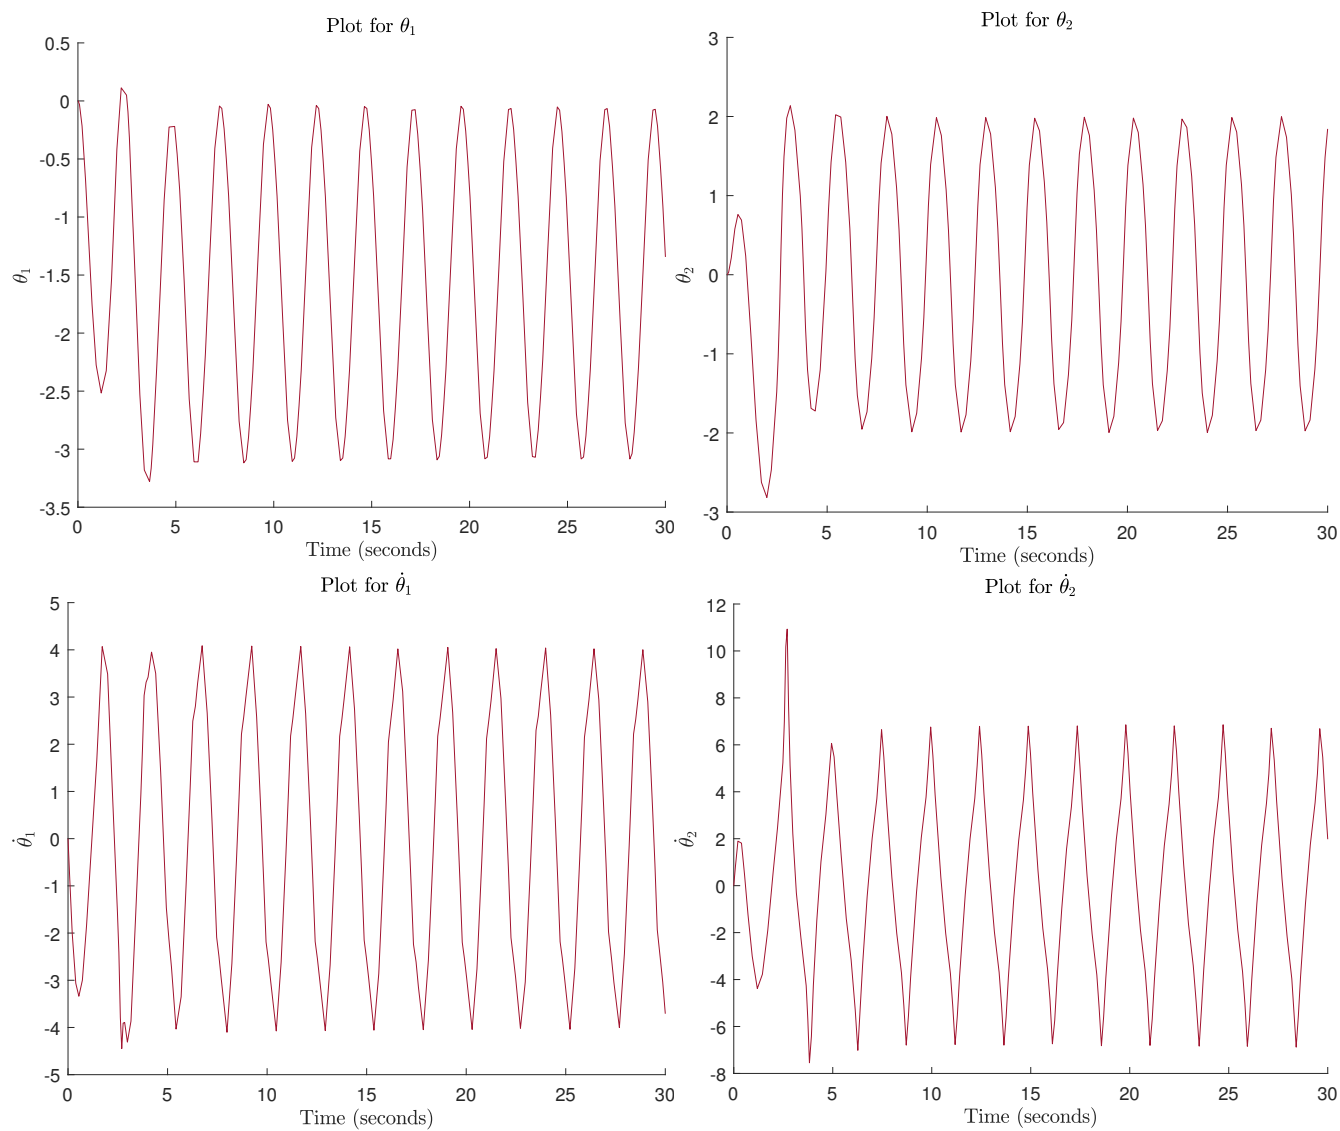 Plot for θ₁
0.5
0
-0.5
-1
-1.5
-2
-2.5
-3
-3.5
θ₁
0 5 10 15 20 25 30
Time (seconds)
Plot for θ₂
3
2
1
0
-1
-2
-3
θ₂
0 5 10 15 20 25 30
Time (seconds)
Plot for θ̇₁
5
4
3
2
1
0
-1
-2
-3
-4
-5
θ̇₁
0 5 10 15 20 25 30
Time (seconds)
Plot for θ̇₂
12
10
8
6
4
2
0
-2
-4
-6
-8
θ̇₂
0 5 10 15 20 25 30
Time (seconds)